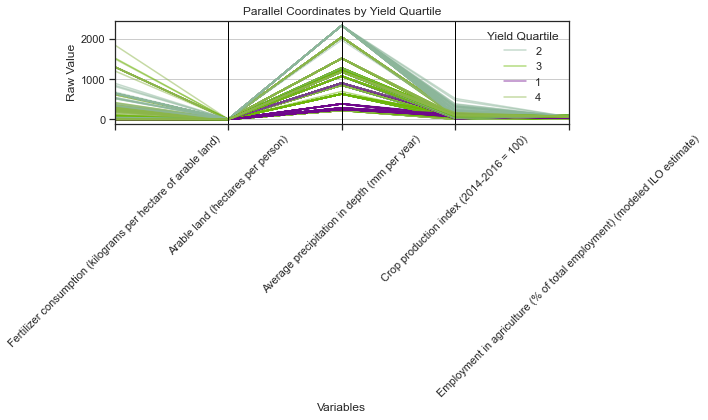 Parallel Coordinates by Yield Quartile
Raw Value
2000
1000
0
Yield Quartile
2
3
1
4
Fertilizer consumption (kilograms per hectare of arable land)
Arable land (hectares per person)
Average precipitation in depth (mm per year)
Crop production index (2014-2016 = 100)
Employment in agriculture (% of total employment) (modeled ILO estimate)
Variables